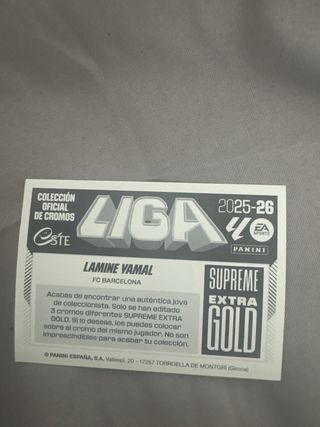 COLECCIÓN
OFICIAL
DE CROMOS
Este
LIGA
2025-26
EA
SPORTS
PANINI
LAMINE YAMAL
FC BARCELONA
Acabas de encontrar una auténtica joya
de coleccionista. Solo se han editado
3 cromos diferentes SUPREME EXTRA
GOLD. Si lo deseas, los puedes colocar
sobre el cromo del mismo jugador. No son
imprescindibles para acabar tu colección.
SUPREME
EXTRA
GOLD
© PANINI ESPAÑA, S.A. Vallespí, 20 - 17257 TORROELLA DE MONTGRÍ (Girona)